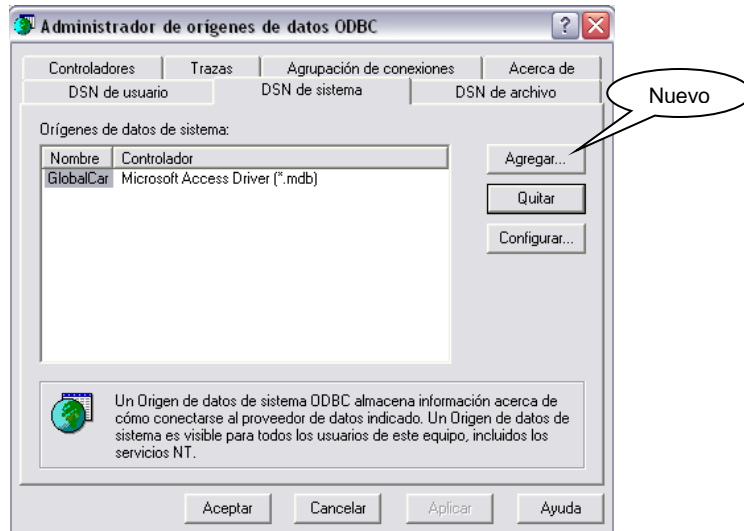 Administrador de orígenes de datos ODBC
Controladores Trazas Agrupación de conexiones Acerca de
DSN de usuario DSN de sistema DSN de archivo
Nuevo
Orígenes de datos de sistema:
Nombre Controlador
GlobalCar Microsoft Access Driver (*.mdb)
Agregar...
Quitar
Configurar...
Un Origen de datos de sistema ODBC almacena información acerca de
cómo conectarse al proveedor de datos indicado. Un Origen de datos de
sistema es visible para todos los usuarios de este equipo, incluidos los
servicios NT.
Aceptar Cancelar Aplicar Ayuda